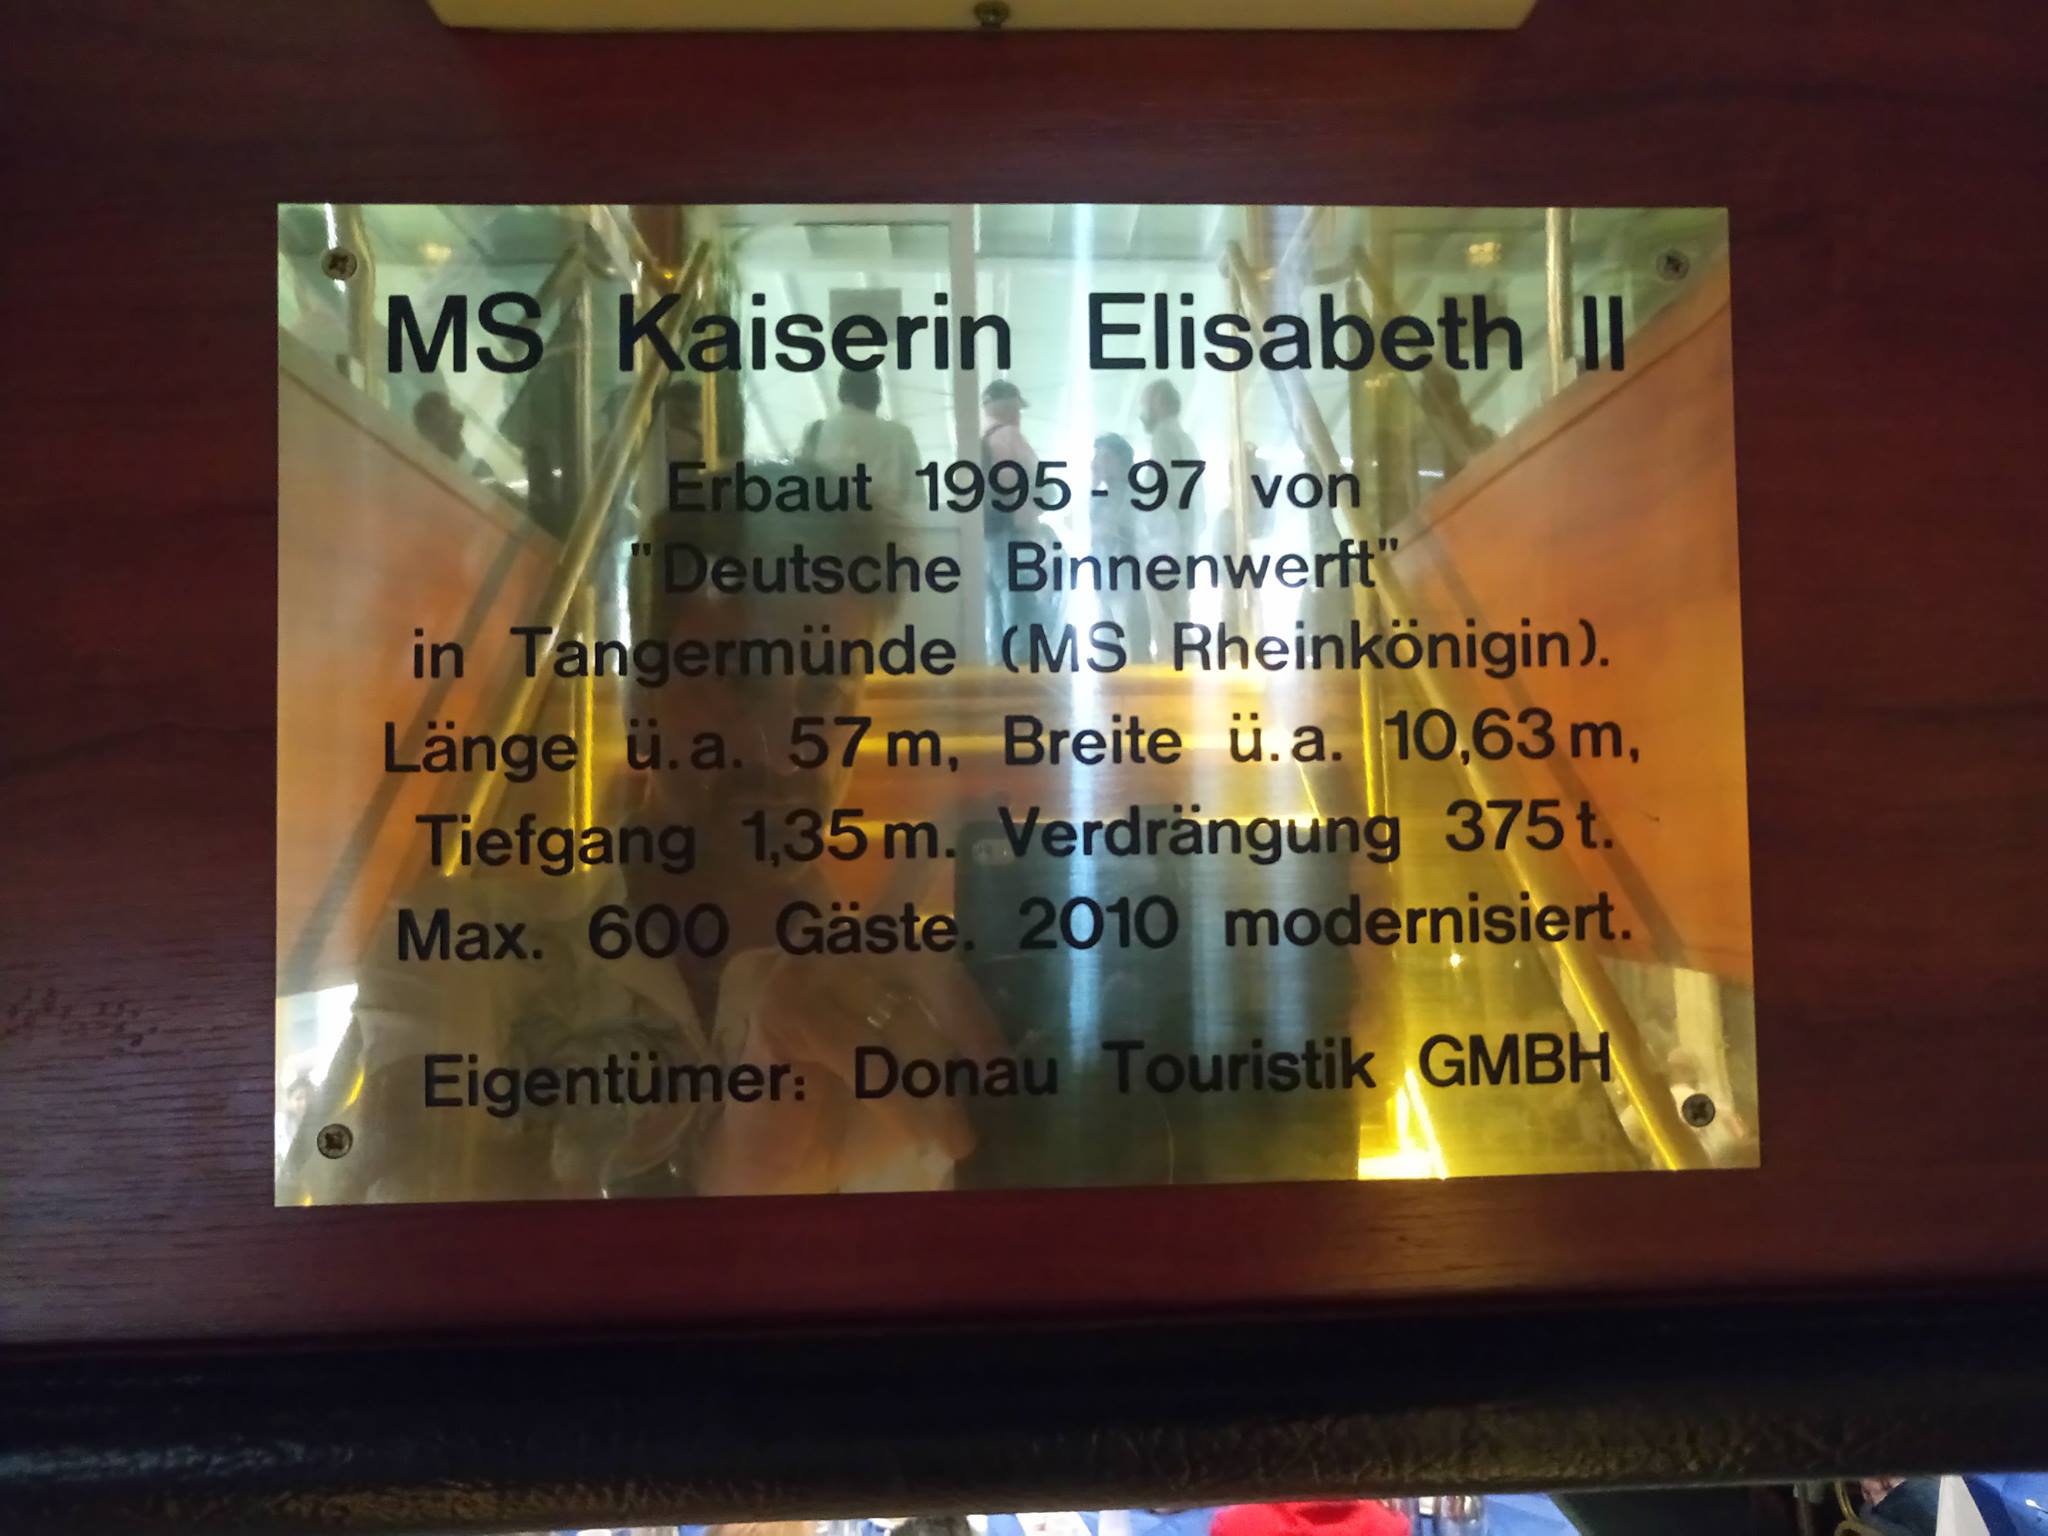 MS Kaiserin Elisabeth II
Erbaut 1995-97 von
"Deutsche Binnenwerft"
in Tangermünde (MS Rheinkönigin).
Länge ü.a. 57 m, Breite ü.a. 10,63 m,
Tiefgang 1,35 m. Verdrängung 375 t.
Max. 600 Gäste. 2010 modernisiert.
Eigentümer: Donau Touristik GMBH